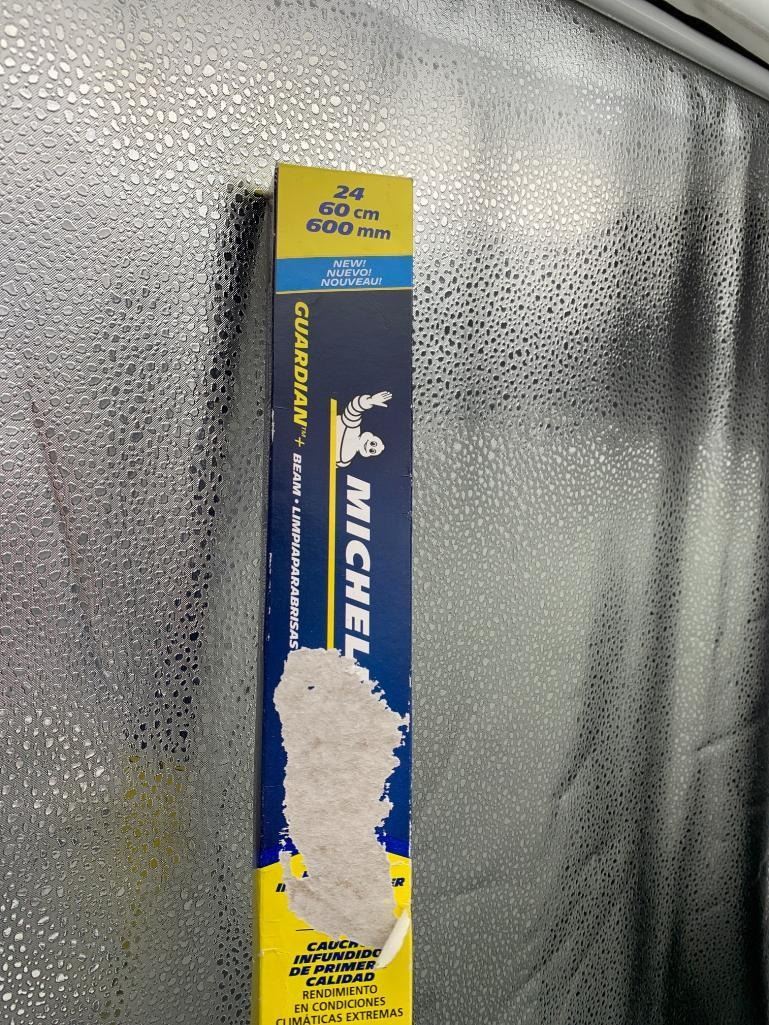 24
60 cm
600 mm
NEW!
NUEVO!
NOUVEAU!
GUARDIAN™+ BEAM • LIMPIAPARABRISAS
MICHEL
INFUNDIDO
DE PRIMER
CALIDAD
RENDIMIENTO
EN CONDICIONES
CLIMÁTICAS EXTREMAS